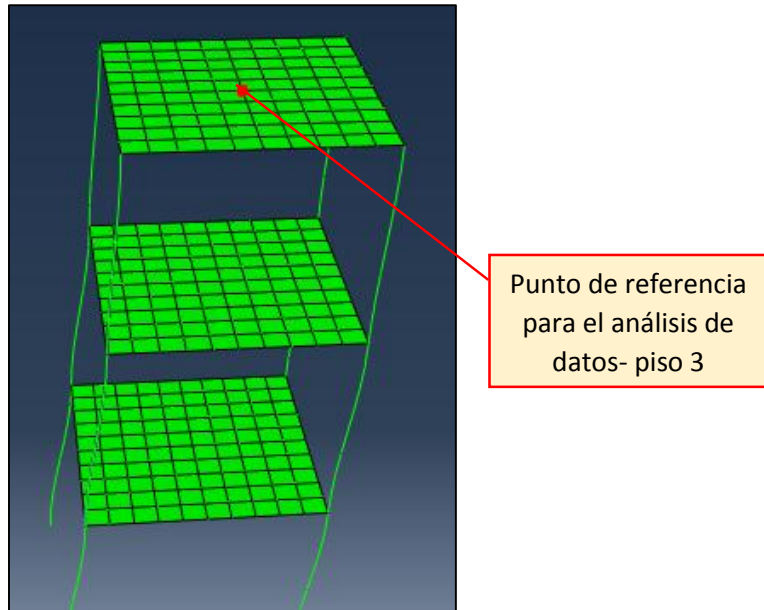 Punto de referencia
para el análisis de
datos- piso 3